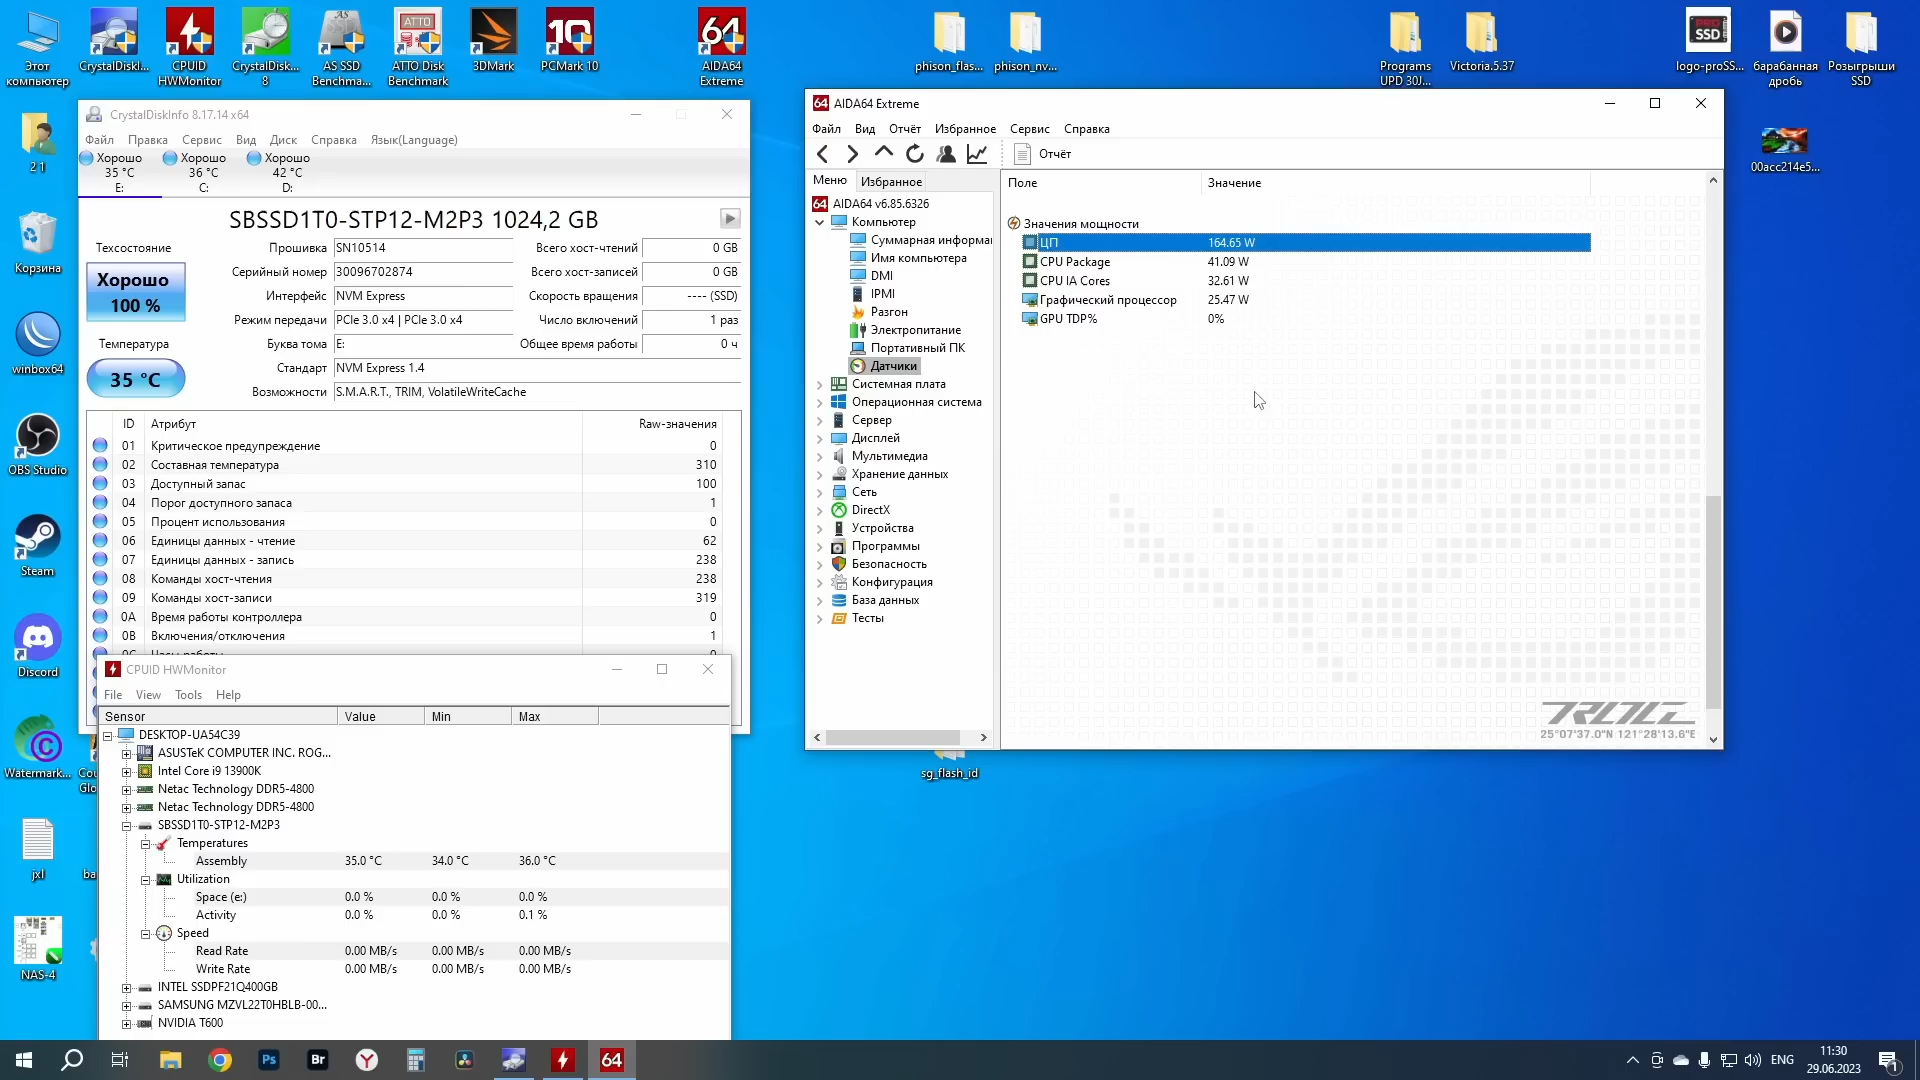 Этот компьютер
CrystalDiskI...
CPUID HWMonitor
CrystalDisk... 8
AS SSD Benchma...
ATTO Disk Benchmark
3DMark
PCMark 10
AIDA64 Extreme
phison_flas...
phison_nv...
Programs UPD 30J...
Victoria.5.37
logo-proSS...
барабанная дробь
Розыгрыши SSD
2 1
Корзина
winbox64
OBS Studio
Steam
Discord
Watermark...
jxl
NAS-4
00acc214e5...
sg_flash_id
CrystalDiskInfo 8.17.14 x64
Файл Правка Сервис Вид Диск Справка Язык(Language)
Хорошо Хорошо Хорошо
35 °C 36 °C 42 °C
E: C: D:
SBSSD1T0-STP12-M2P3 1024,2 GB
Техсостояние
Хорошо
100 %
Температура
35 °C
Прошивка SN10514
Серийный номер 30096702874
Интерфейс NVM Express
Режим передачи PCIe 3.0 x4 | PCIe 3.0 x4
Буква тома E:
Стандарт NVM Express 1.4
Возможности S.M.A.R.T., TRIM, VolatileWriteCache
Всего хост-чтений 0 GB
Всего хост-записей 0 GB
Скорость вращения ---- (SSD)
Число включений 1 раз
Общее время работы 0 ч
ID Атрибут Raw-значения
01 Критическое предупреждение 0
02 Составная температура 310
03 Доступный запас 100
04 Порог доступного запаса 1
05 Процент использования 0
06 Единицы данных - чтение 62
07 Единицы данных - запись 238
08 Команды хост-чтения 238
09 Команды хост-записи 319
0A Время работы контроллера 0
0B Включения/отключения 1
CPUID HWMonitor
File View Tools Help
Sensor Value Min Max
DESKTOP-UA54C39
ASUSTeK COMPUTER INC. ROG...
Intel Core i9 13900K
Netac Technology DDR5-4800
Netac Technology DDR5-4800
SBSSD1T0-STP12-M2P3
Temperatures
Assembly 35.0 °C 34.0 °C 36.0 °C
Utilization
Space (e:) 0.0 % 0.0 % 0.0 %
Activity 0.0 % 0.0 % 0.1 %
Speed
Read Rate 0.00 MB/s 0.00 MB/s 0.00 MB/s
Write Rate 0.00 MB/s 0.00 MB/s 0.00 MB/s
INTEL SSDPF21Q400GB
SAMSUNG MZVL22T0HBLB-00...
NVIDIA T600
AIDA64 Extreme
Файл Вид Отчёт Избранное Сервис Справка
Отчёт
Меню Избранное
AIDA64 v6.85.6326
Компьютер
Суммарная информа
Имя компьютера
DMI
IPMI
Разгон
Электропитание
Портативный ПК
Датчики
Системная плата
Операционная система
Сервер
Дисплей
Мультимедиа
Хранение данных
Сеть
DirectX
Устройства
Программы
Безопасность
Конфигурация
База данных
Тесты
Поле Значение
Значения мощности
ЦП 164.65 W
CPU Package 41.09 W
CPU IA Cores 32.61 W
Графический процессор 25.47 W
GPU TDP% 0%
25°07'37.0"N 121°28'13.6"E
ENG
11:30
29.06.2023